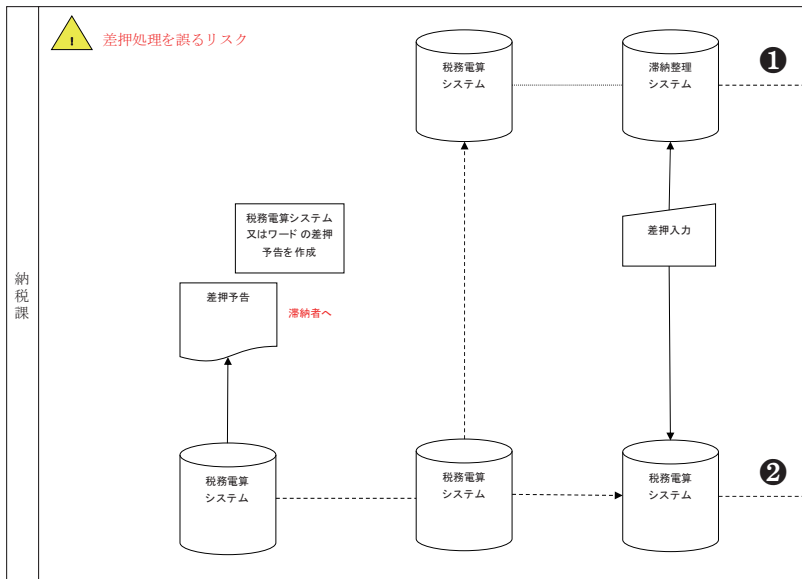 ! 差押処理を誤るリスク
税務電算
システム
滞納整理
システム
❶
税務電算システム
又はワードの差押
予告を作成
差押入力
納税課
差押予告
滞納者へ
税務電算
システム
税務電算
システム
税務電算
システム
❷